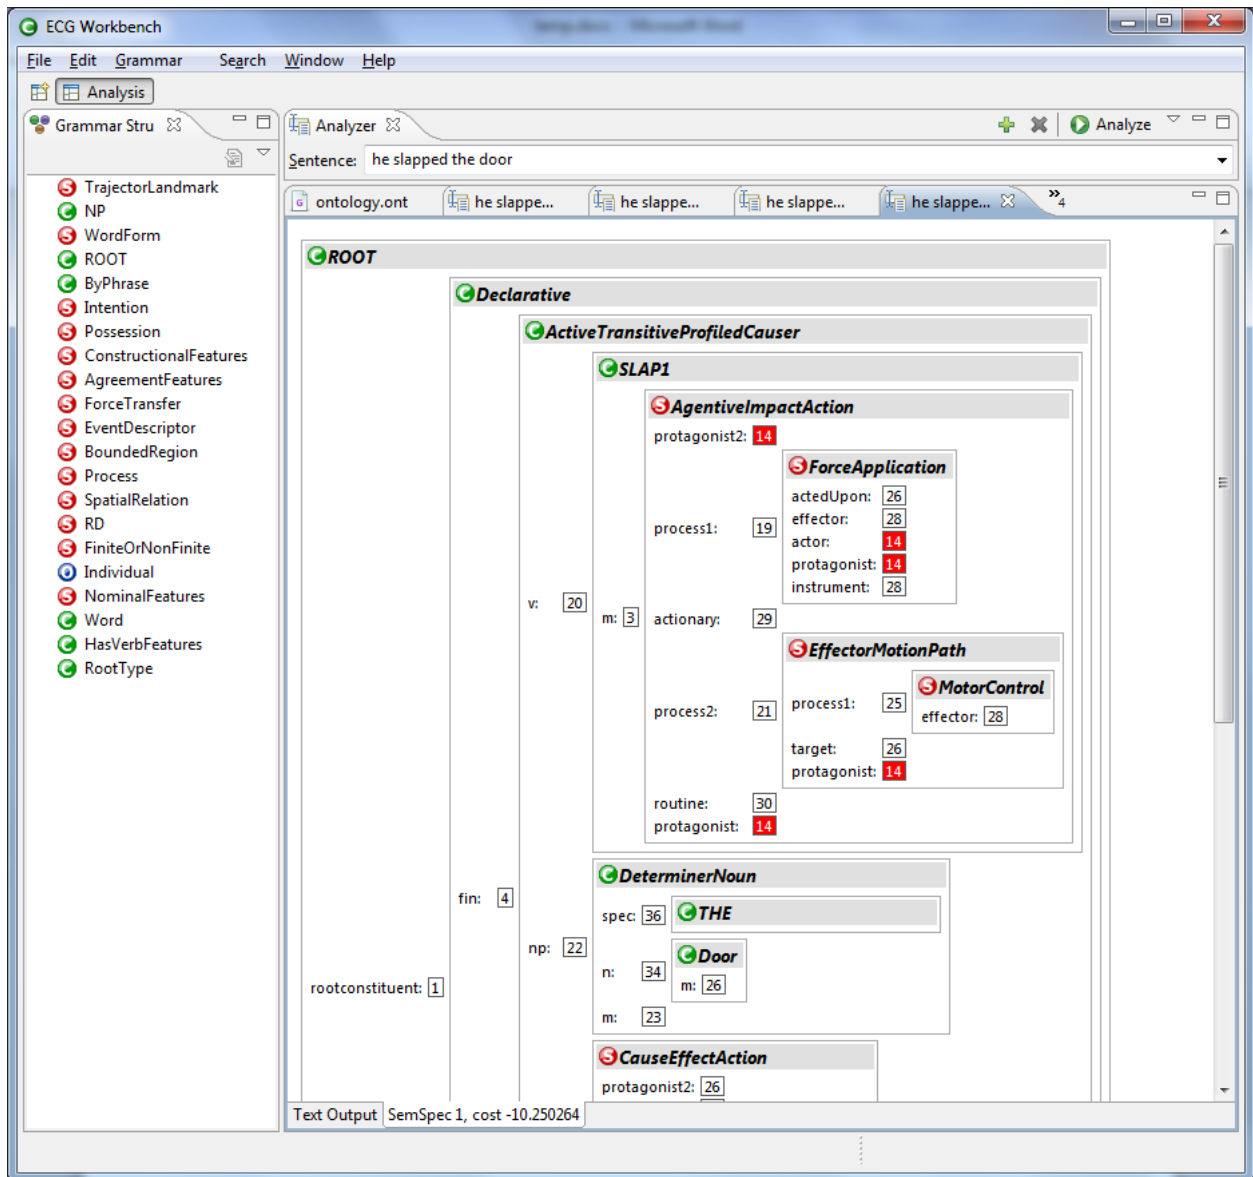 ECG Workbench
temp.docx - Microsoft Word
File Edit Grammar Search Window Help
Analysis
Grammar Stru
Analyzer
Analyze
Sentence: he slapped the door
ontology.ont
he slappe...
he slappe...
he slappe...
he slappe...
»4
TrajectorLandmark
NP
WordForm
ROOT
ByPhrase
Intention
Possession
ConstructionalFeatures
AgreementFeatures
ForceTransfer
EventDescriptor
BoundedRegion
Process
SpatialRelation
RD
FiniteOrNonFinite
Individual
NominalFeatures
Word
HasVerbFeatures
RootType
ROOT
Declarative
ActiveTransitiveProfiledCauser
SLAP1
AgentiveImpactAction
protagonist2: 14
ForceApplication
actedUpon: 26
effector: 28
process1: 19
actor: 14
protagonist: 14
instrument: 28
v: 20
m: 3
actionary: 29
EffectorMotionPath
MotorControl
process2: 21
process1: 25
effector: 28
target: 26
protagonist: 14
routine: 30
protagonist: 14
DeterminerNoun
fin: 4
spec: 36
THE
np: 22
Door
n: 34
m: 26
rootconstituent: 1
m: 23
CauseEffectAction
protagonist2: 26
Text Output
SemSpec 1, cost -10.250264